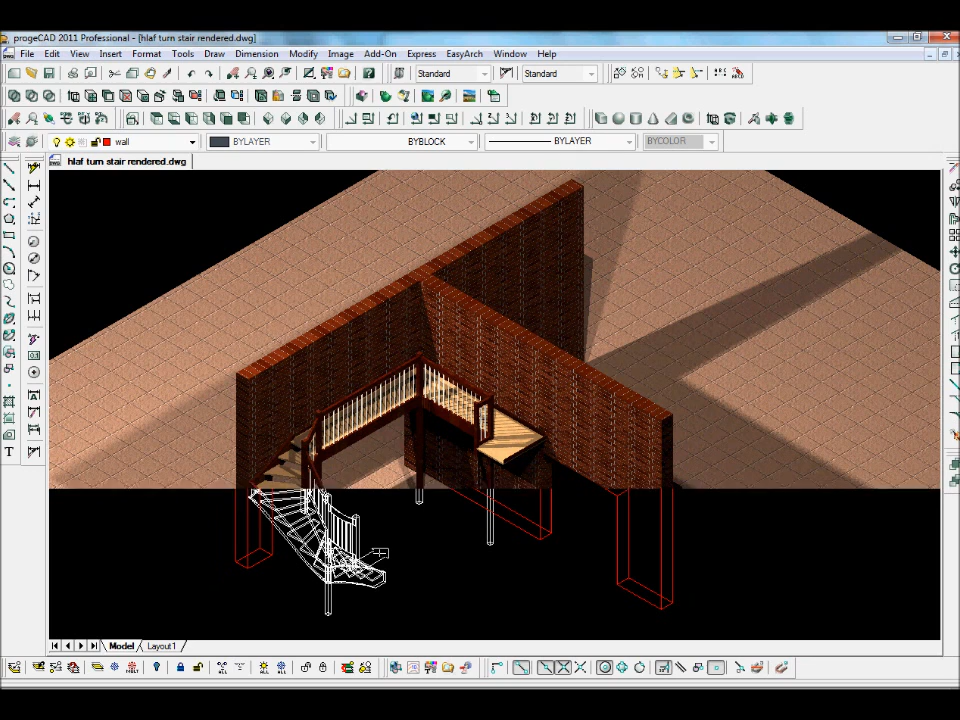 progeCAD 2011 Professional - [hlaf turn stair rendered.dwg]
File Edit View Insert Format Tools Draw Dimension Modify Image Add-On Express EasyArch Window Help
Standard Standard
wall BYLAYER BYBLOCK BYLAYER BYCOLOR
hlaf turn stair rendered.dwg
T
A
Model Layout1